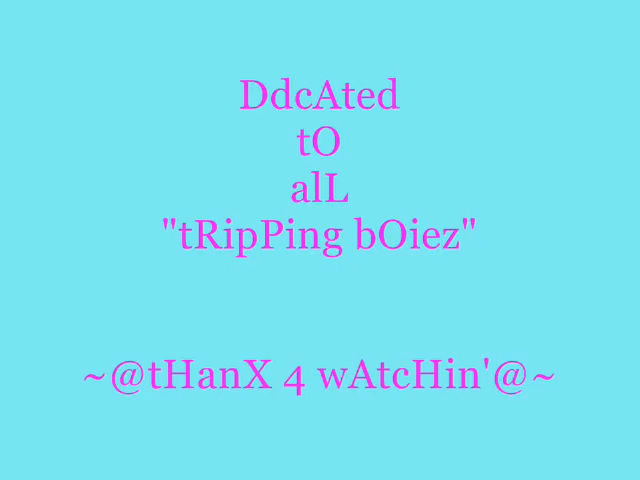 DdcAted
tO
alL
"tRipPing bOiez"
~@tHanX 4 wAtcHin'@~